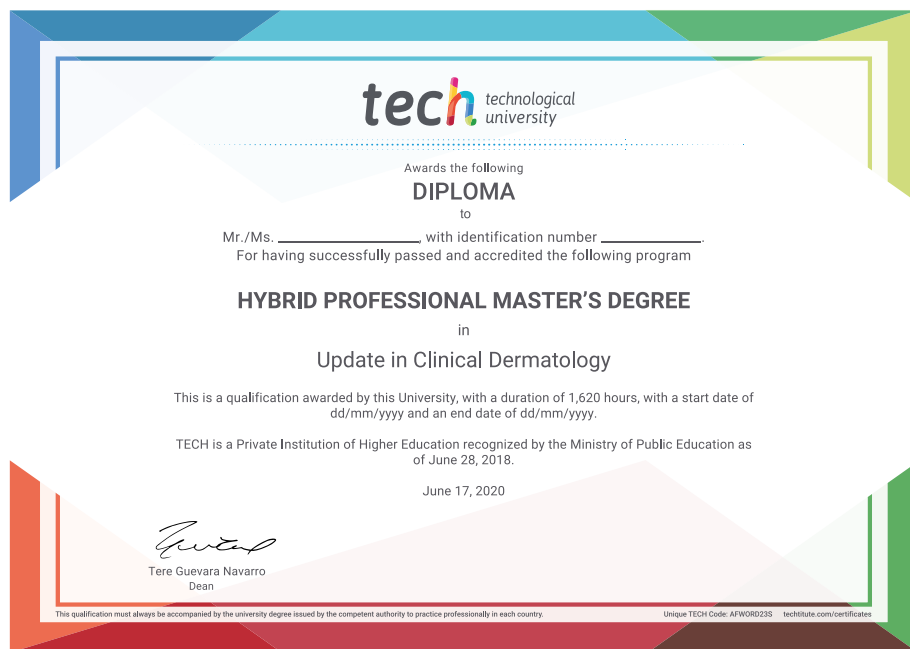 tech technological
university
Awards the following
DIPLOMA
to
Mr./Ms. ____________________, with identification number ______________.
For having successfully passed and accredited the following program
HYBRID PROFESSIONAL MASTER'S DEGREE
in
Update in Clinical Dermatology
This is a qualification awarded by this University, with a duration of 1,620 hours, with a start date of
dd/mm/yyyy and an end date of dd/mm/yyyy.
TECH is a Private Institution of Higher Education recognized by the Ministry of Public Education as
of June 28, 2018.
June 17, 2020
Tere Guevara Navarro
Dean
This qualification must always be accompanied by the university degree issued by the competent authority to practice professionally in each country.
Unique TECH Code: AFWORD23S techtitute.com/certificates